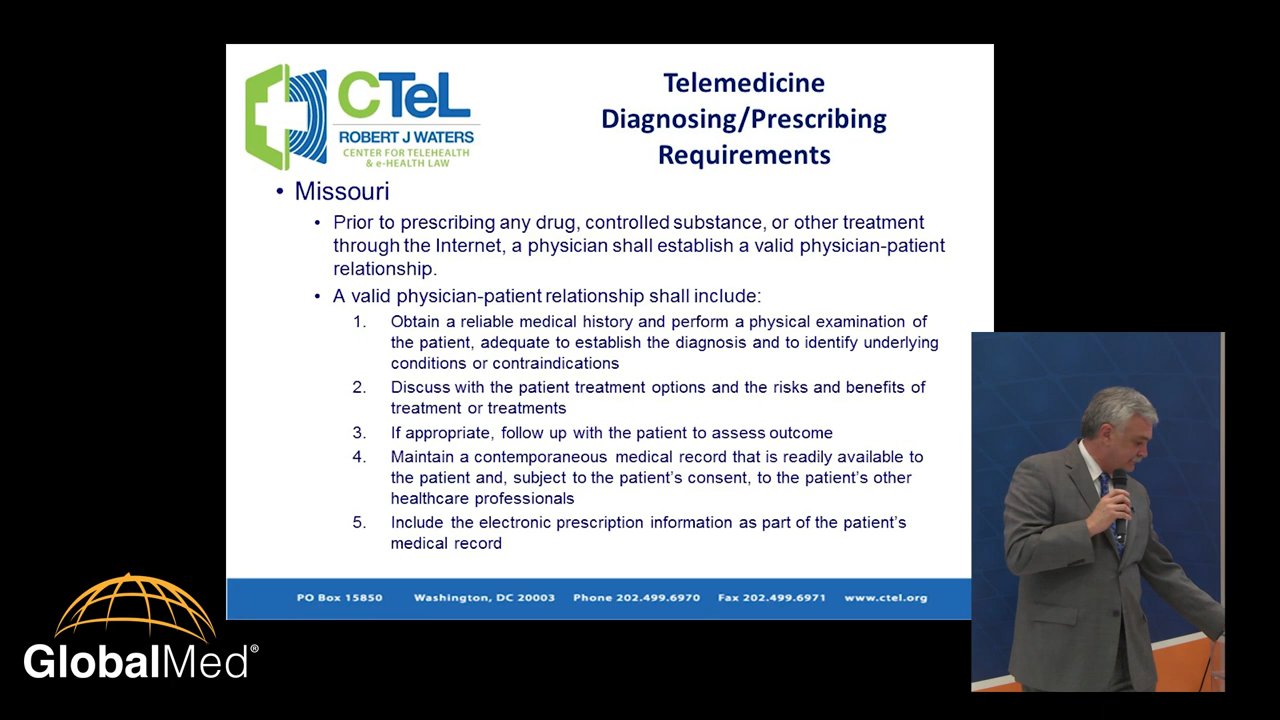 CTeL
ROBERT J WATERS
CENTER FOR TELEHEALTH
& e-HEALTH LAW
Telemedicine
Diagnosing/Prescribing
Requirements
• Missouri
• Prior to prescribing any drug, controlled substance, or other treatment
through the Internet, a physician shall establish a valid physician-patient
relationship.
• A valid physician-patient relationship shall include:
1. Obtain a reliable medical history and perform a physical examination of
the patient, adequate to establish the diagnosis and to identify underlying
conditions or contraindications
2. Discuss with the patient treatment options and the risks and benefits of
treatment or treatments
3. If appropriate, follow up with the patient to assess outcome
4. Maintain a contemporaneous medical record that is readily available to
the patient and, subject to the patient's consent, to the patient's other
healthcare professionals
5. Include the electronic prescription information as part of the patient's
medical record
PO Box 15850 Washington, DC 20003 Phone 202.499.6970 Fax 202.499.6971 www.ctel.org
GlobalMed®